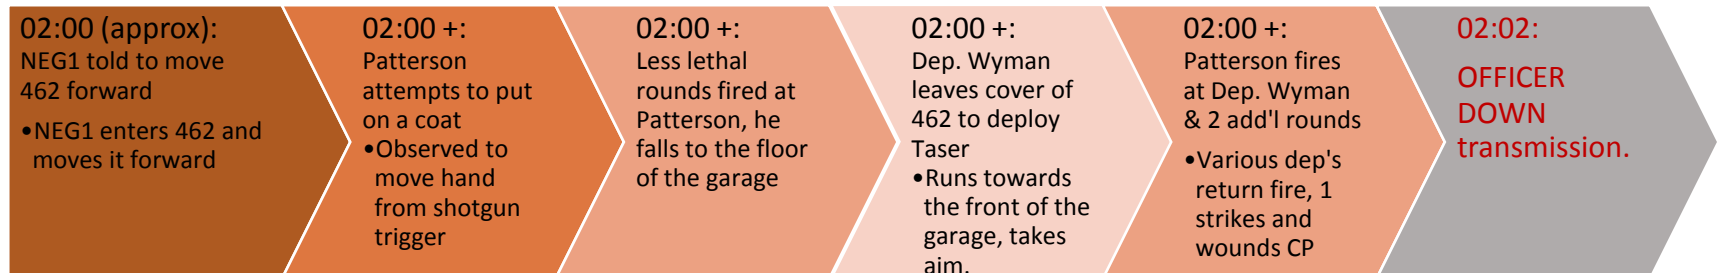 02:00 (approx):
NEG1 told to move
462 forward
•NEG1 enters 462 and
moves it forward
02:00 +:
Patterson
attempts to put
on a coat
•Observed to
move hand
from shotgun
trigger
02:00 +:
Less lethal
rounds fired at
Patterson, he
falls to the floor
of the garage
02:00 +:
Dep. Wyman
leaves cover of
462 to deploy
Taser
•Runs towards
the front of the
garage, takes
aim.
02:00 +:
Patterson fires
at Dep. Wyman
& 2 add'l rounds
•Various dep's
return fire, 1
strikes and
wounds CP
02:02:
OFFICER
DOWN
transmission.